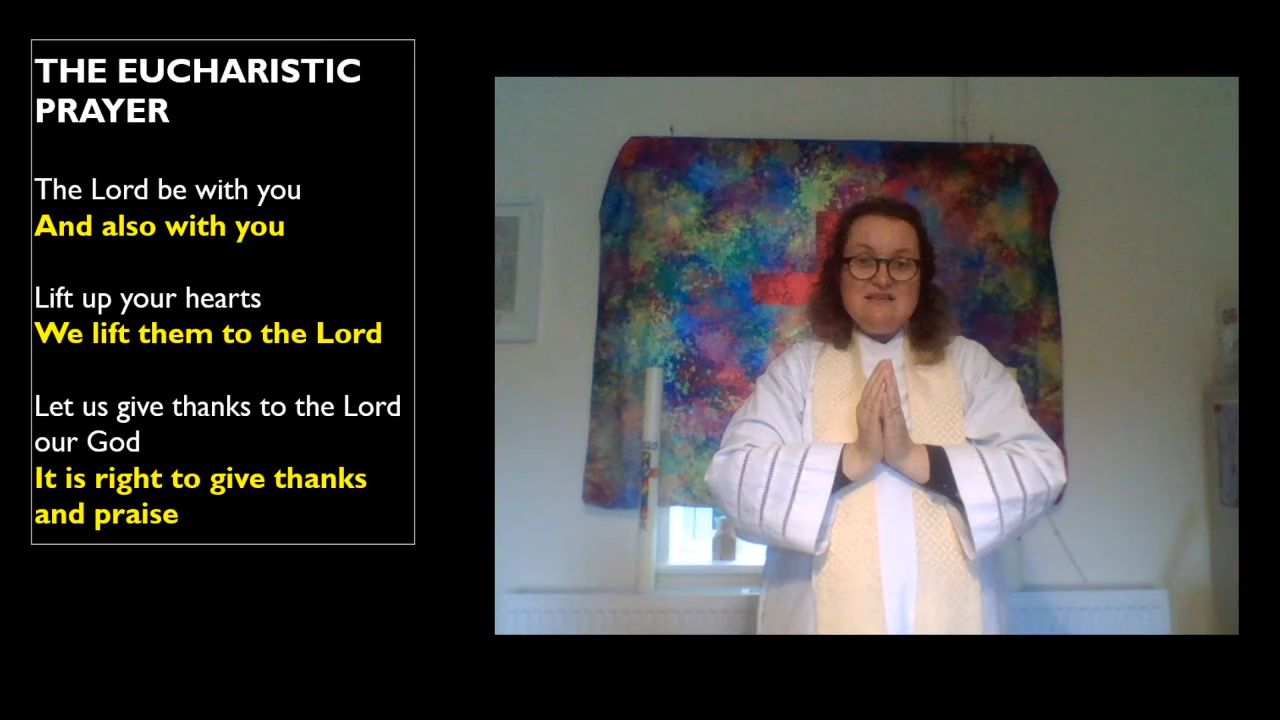 THE EUCHARISTIC
PRAYER
The Lord be with you
And also with you
Lift up your hearts
We lift them to the Lord
Let us give thanks to the Lord
our God
It is right to give thanks
and praise